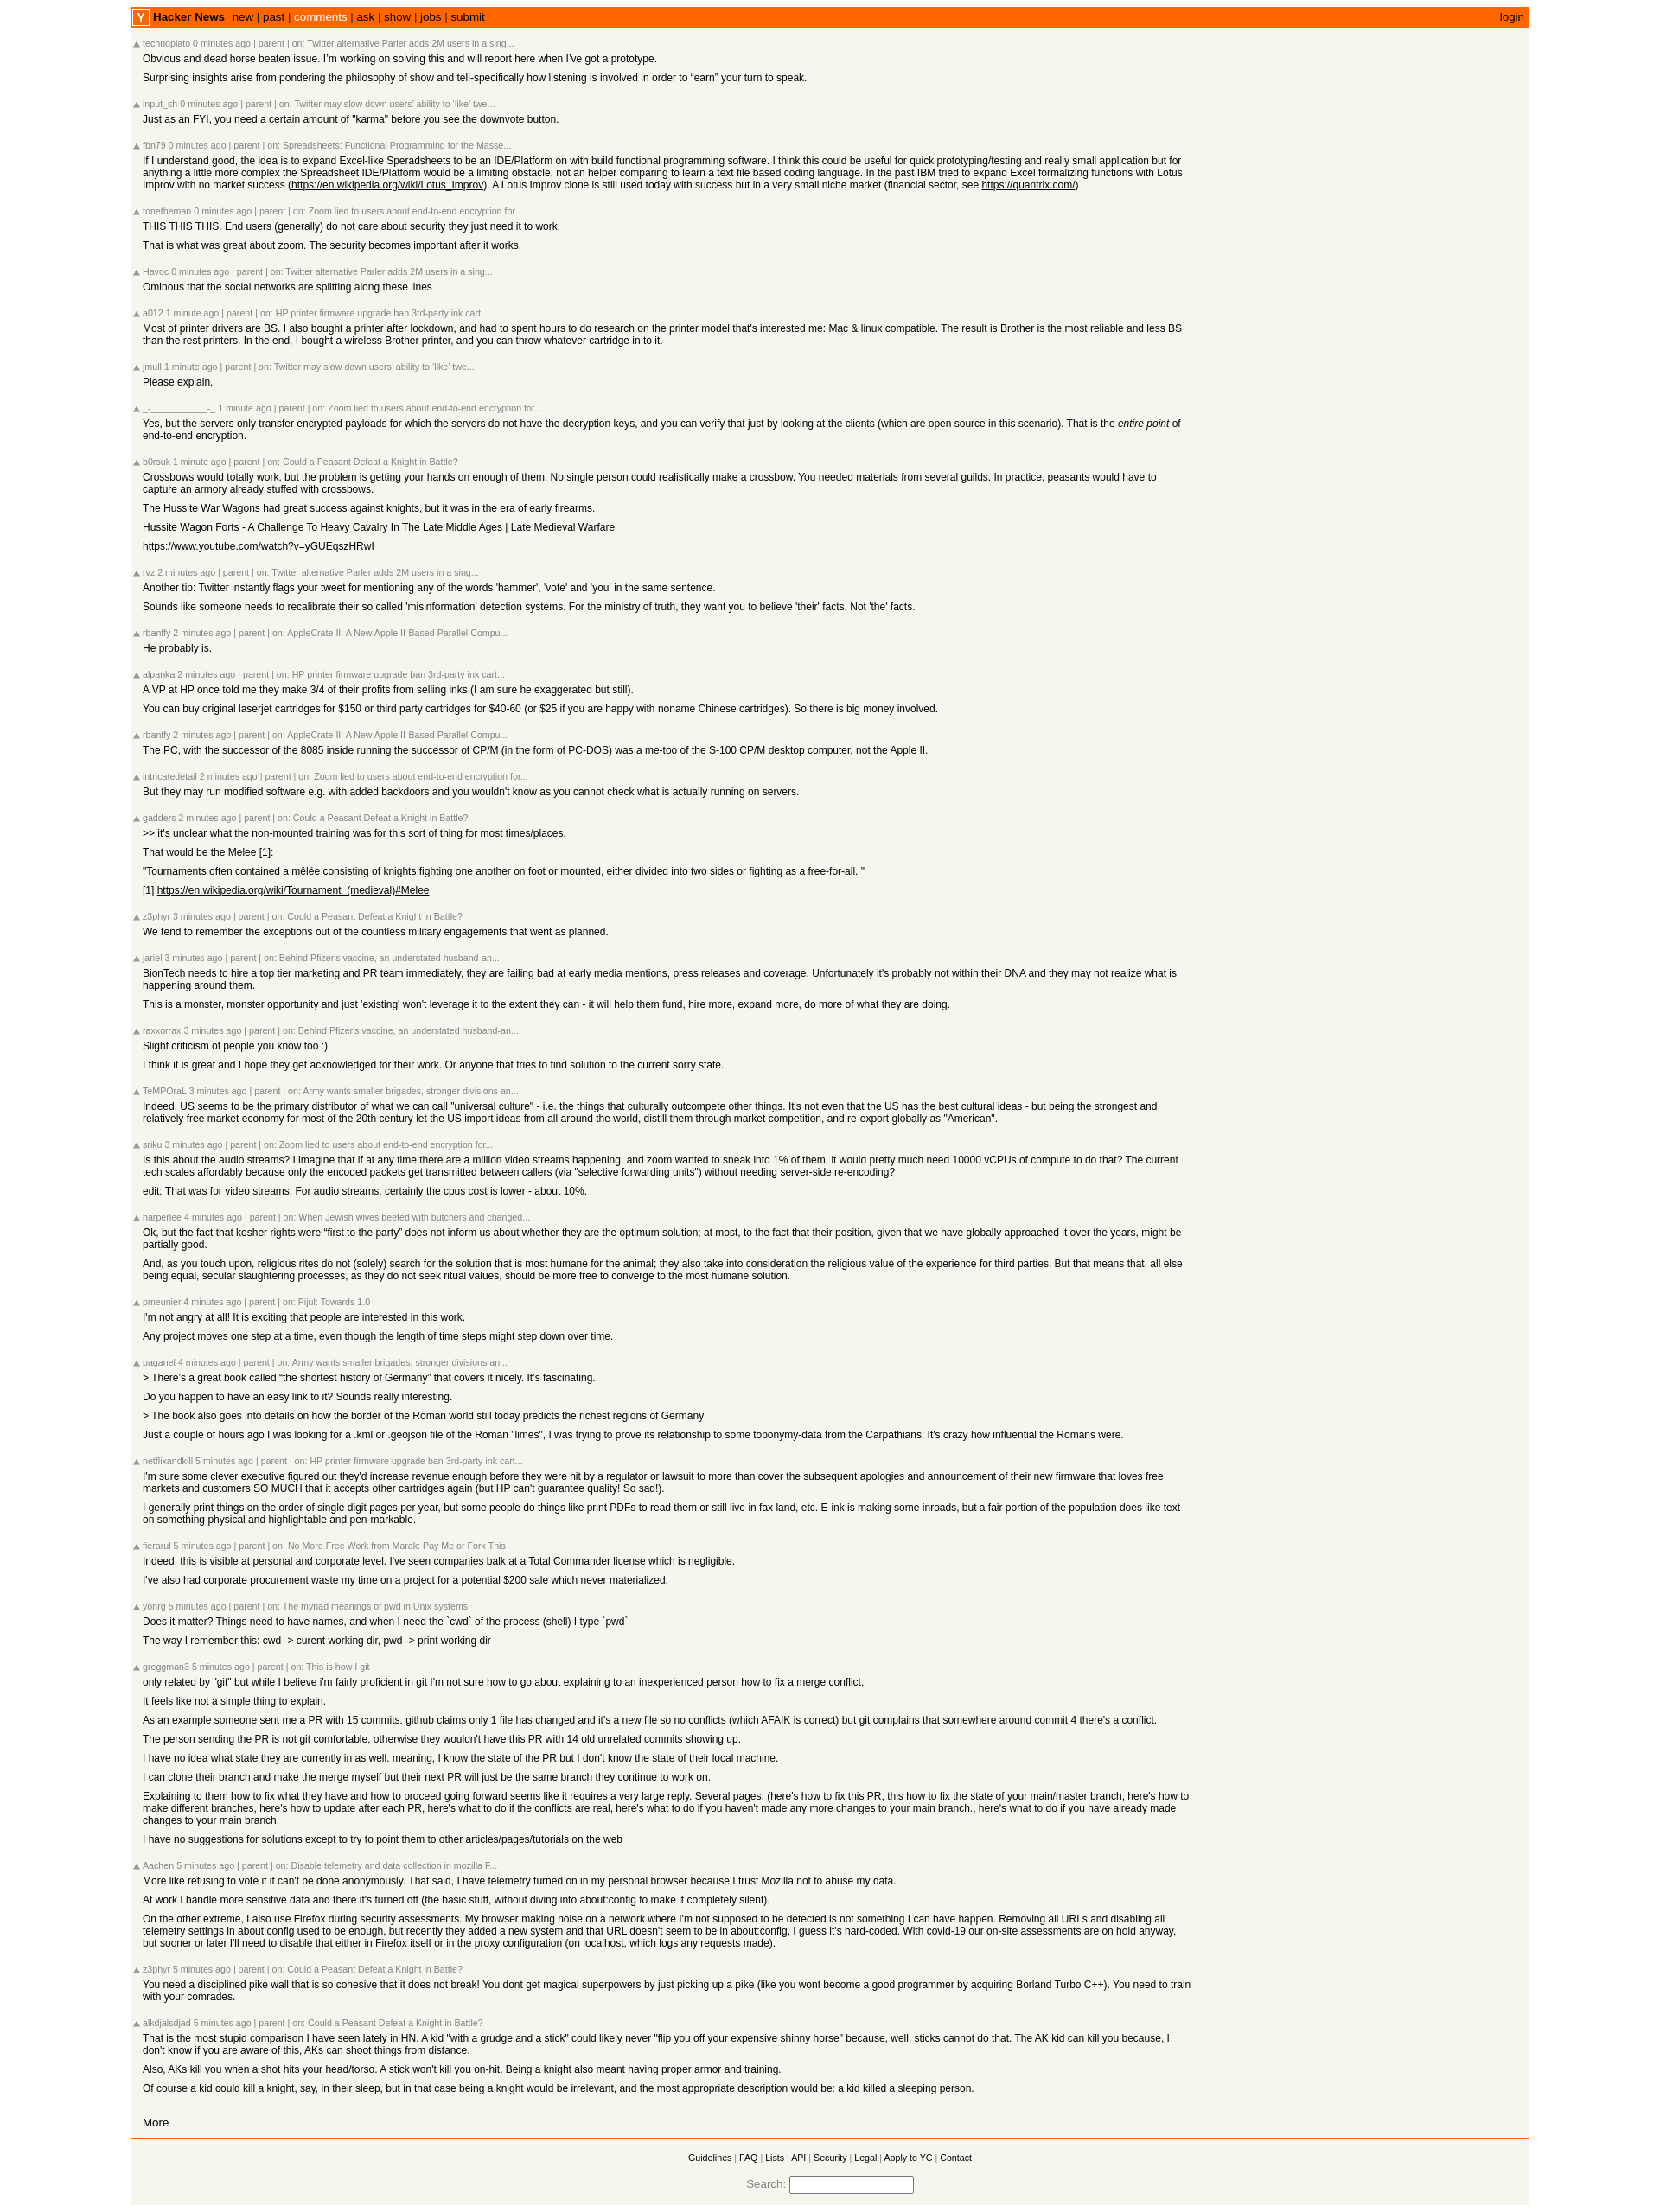 Y Hacker News new | past | comments | ask | show | jobs | submit login
technoplato 0 minutes ago | parent | on: Twitter alternative Parler adds 2M users in a sing...
Obvious and dead horse beaten issue. I'm working on solving this and will report here when I've got a prototype.
Surprising insights arise from pondering the philosophy of show and tell-specifically how listening is involved in order to “earn” your turn to speak.
input_sh 0 minutes ago | parent | on: Twitter may slow down users' ability to 'like' twe...
Just as an FYI, you need a certain amount of "karma" before you see the downvote button.
fbn79 0 minutes ago | parent | on: Spreadsheets: Functional Programming for the Masse...
If I understand good, the idea is to expand Excel-like Speradsheets to be an IDE/Platform on with build functional programming software. I think this could be useful for quick prototyping/testing and really small application but for
anything a little more complex the Spreadsheet IDE/Platform would be a limiting obstacle, not an helper comparing to learn a text file based coding language. In the past IBM tried to expand Excel formalizing functions with Lotus
Improv with no market success (https://en.wikipedia.org/wiki/Lotus_Improv). A Lotus Improv clone is still used today with success but in a very small niche market (financial sector, see https://quantrix.com/)
tonetheman 0 minutes ago | parent | on: Zoom lied to users about end-to-end encryption for...
THIS THIS THIS. End users (generally) do not care about security they just need it to work.
That is what was great about zoom. The security becomes important after it works.
Havoc 0 minutes ago | parent | on: Twitter alternative Parler adds 2M users in a sing...
Ominous that the social networks are splitting along these lines
a012 1 minute ago | parent | on: HP printer firmware upgrade ban 3rd-party ink cart...
Most of printer drivers are BS. I also bought a printer after lockdown, and had to spent hours to do research on the printer model that's interested me: Mac & linux compatible. The result is Brother is the most reliable and less BS
than the rest printers. In the end, I bought a wireless Brother printer, and you can throw whatever cartridge in to it.
jmull 1 minute ago | parent | on: Twitter may slow down users' ability to 'like' twe...
Please explain.
_-___________-_ 1 minute ago | parent | on: Zoom lied to users about end-to-end encryption for...
Yes, but the servers only transfer encrypted payloads for which the servers do not have the decryption keys, and you can verify that just by looking at the clients (which are open source in this scenario). That is the entire point of
end-to-end encryption.
b0rsuk 1 minute ago | parent | on: Could a Peasant Defeat a Knight in Battle?
Crossbows would totally work, but the problem is getting your hands on enough of them. No single person could realistically make a crossbow. You needed materials from several guilds. In practice, peasants would have to
capture an armory already stuffed with crossbows.
The Hussite War Wagons had great success against knights, but it was in the era of early firearms.
Hussite Wagon Forts - A Challenge To Heavy Cavalry In The Late Middle Ages | Late Medieval Warfare
https://www.youtube.com/watch?v=yGUEqszHRwI
rvz 2 minutes ago | parent | on: Twitter alternative Parler adds 2M users in a sing...
Another tip: Twitter instantly flags your tweet for mentioning any of the words 'hammer', 'vote' and 'you' in the same sentence.
Sounds like someone needs to recalibrate their so called 'misinformation' detection systems. For the ministry of truth, they want you to believe 'their' facts. Not 'the' facts.
rbanffy 2 minutes ago | parent | on: AppleCrate II: A New Apple II-Based Parallel Compu...
He probably is.
alpanka 2 minutes ago | parent | on: HP printer firmware upgrade ban 3rd-party ink cart...
A VP at HP once told me they make 3/4 of their profits from selling inks (I am sure he exaggerated but still).
You can buy original laserjet cartridges for $150 or third party cartridges for $40-60 (or $25 if you are happy with noname Chinese cartridges). So there is big money involved.
rbanffy 2 minutes ago | parent | on: AppleCrate II: A New Apple II-Based Parallel Compu...
The PC, with the successor of the 8085 inside running the successor of CP/M (in the form of PC-DOS) was a me-too of the S-100 CP/M desktop computer, not the Apple II.
intricatedetail 2 minutes ago | parent | on: Zoom lied to users about end-to-end encryption for...
But they may run modified software e.g. with added backdoors and you wouldn't know as you cannot check what is actually running on servers.
gadders 2 minutes ago | parent | on: Could a Peasant Defeat a Knight in Battle?
>> it's unclear what the non-mounted training was for this sort of thing for most times/places.
That would be the Melee [1]:
"Tournaments often contained a mêlée consisting of knights fighting one another on foot or mounted, either divided into two sides or fighting as a free-for-all. "
[1] https://en.wikipedia.org/wiki/Tournament_(medieval)#Melee
z3phyr 3 minutes ago | parent | on: Could a Peasant Defeat a Knight in Battle?
We tend to remember the exceptions out of the countless military engagements that went as planned.
jariel 3 minutes ago | parent | on: Behind Pfizer's vaccine, an understated husband-an...
BionTech needs to hire a top tier marketing and PR team immediately, they are failing bad at early media mentions, press releases and coverage. Unfortunately it's probably not within their DNA and they may not realize what is
happening around them.
This is a monster, monster opportunity and just 'existing' won't leverage it to the extent they can - it will help them fund, hire more, expand more, do more of what they are doing.
raxxorrax 3 minutes ago | parent | on: Behind Pfizer's vaccine, an understated husband-an...
Slight criticism of people you know too :)
I think it is great and I hope they get acknowledged for their work. Or anyone that tries to find solution to the current sorry state.
TeMPOraL 3 minutes ago | parent | on: Army wants smaller brigades, stronger divisions an...
Indeed. US seems to be the primary distributor of what we can call "universal culture" - i.e. the things that culturally outcompete other things. It's not even that the US has the best cultural ideas - but being the strongest and
relatively free market economy for most of the 20th century let the US import ideas from all around the world, distill them through market competition, and re-export globally as "American".
sriku 3 minutes ago | parent | on: Zoom lied to users about end-to-end encryption for...
Is this about the audio streams? I imagine that if at any time there are a million video streams happening, and zoom wanted to sneak into 1% of them, it would pretty much need 10000 vCPUs of compute to do that? The current
tech scales affordably because only the encoded packets get transmitted between callers (via "selective forwarding units") without needing server-side re-encoding?
edit: That was for video streams. For audio streams, certainly the cpus cost is lower - about 10%.
harperlee 4 minutes ago | parent | on: When Jewish wives beefed with butchers and changed...
Ok, but the fact that kosher rights were “first to the party” does not inform us about whether they are the optimum solution; at most, to the fact that their position, given that we have globally approached it over the years, might be
partially good.
And, as you touch upon, religious rites do not (solely) search for the solution that is most humane for the animal; they also take into consideration the religious value of the experience for third parties. But that means that, all else
being equal, secular slaughtering processes, as they do not seek ritual values, should be more free to converge to the most humane solution.
pmeunier 4 minutes ago | parent | on: Pijul: Towards 1.0
I'm not angry at all! It is exciting that people are interested in this work.
Any project moves one step at a time, even though the length of time steps might step down over time.
paganel 4 minutes ago | parent | on: Army wants smaller brigades, stronger divisions an...
> There's a great book called “the shortest history of Germany” that covers it nicely. It's fascinating.
Do you happen to have an easy link to it? Sounds really interesting.
> The book also goes into details on how the border of the Roman world still today predicts the richest regions of Germany
Just a couple of hours ago I was looking for a .kml or .geojson file of the Roman "limes", I was trying to prove its relationship to some toponymy-data from the Carpathians. It's crazy how influential the Romans were.
netflixandkill 5 minutes ago | parent | on: HP printer firmware upgrade ban 3rd-party ink cart...
I'm sure some clever executive figured out they'd increase revenue enough before they were hit by a regulator or lawsuit to more than cover the subsequent apologies and announcement of their new firmware that loves free
markets and customers SO MUCH that it accepts other cartridges again (but HP can't guarantee quality! So sad!).
I generally print things on the order of single digit pages per year, but some people do things like print PDFs to read them or still live in fax land, etc. E-ink is making some inroads, but a fair portion of the population does like text
on something physical and highlightable and pen-markable.
fierarul 5 minutes ago | parent | on: No More Free Work from Marak: Pay Me or Fork This
Indeed, this is visible at personal and corporate level. I've seen companies balk at a Total Commander license which is negligible.
I've also had corporate procurement waste my time on a project for a potential $200 sale which never materialized.
yonrg 5 minutes ago | parent | on: The myriad meanings of pwd in Unix systems
Does it matter? Things need to have names, and when I need the `cwd` of the process (shell) I type `pwd`
The way I remember this: cwd -> curent working dir, pwd -> print working dir
greggman3 5 minutes ago | parent | on: This is how I git
only related by "git" but while I believe i'm fairly proficient in git I'm not sure how to go about explaining to an inexperienced person how to fix a merge conflict.
It feels like not a simple thing to explain.
As an example someone sent me a PR with 15 commits. github claims only 1 file has changed and it's a new file so no conflicts (which AFAIK is correct) but git complains that somewhere around commit 4 there's a conflict.
The person sending the PR is not git comfortable, otherwise they wouldn't have this PR with 14 old unrelated commits showing up.
I have no idea what state they are currently in as well. meaning, I know the state of the PR but I don't know the state of their local machine.
I can clone their branch and make the merge myself but their next PR will just be the same branch they continue to work on.
Explaining to them how to fix what they have and how to proceed going forward seems like it requires a very large reply. Several pages. (here's how to fix this PR, this how to fix the state of your main/master branch, here's how to
make different branches, here's how to update after each PR, here's what to do if the conflicts are real, here's what to do if you haven't made any more changes to your main branch., here's what to do if you have already made
changes to your main branch.
I have no suggestions for solutions except to try to point them to other articles/pages/tutorials on the web
Aachen 5 minutes ago | parent | on: Disable telemetry and data collection in mozilla F...
More like refusing to vote if it can't be done anonymously. That said, I have telemetry turned on in my personal browser because I trust Mozilla not to abuse my data.
At work I handle more sensitive data and there it's turned off (the basic stuff, without diving into about:config to make it completely silent).
On the other extreme, I also use Firefox during security assessments. My browser making noise on a network where I'm not supposed to be detected is not something I can have happen. Removing all URLs and disabling all
telemetry settings in about:config used to be enough, but recently they added a new system and that URL doesn't seem to be in about:config, I guess it's hard-coded. With covid-19 our on-site assessments are on hold anyway,
but sooner or later I'll need to disable that either in Firefox itself or in the proxy configuration (on localhost, which logs any requests made).
z3phyr 5 minutes ago | parent | on: Could a Peasant Defeat a Knight in Battle?
You need a disciplined pike wall that is so cohesive that it does not break! You dont get magical superpowers by just picking up a pike (like you wont become a good programmer by acquiring Borland Turbo C++). You need to train
with your comrades.
alkdjalsdjad 5 minutes ago | parent | on: Could a Peasant Defeat a Knight in Battle?
That is the most stupid comparison I have seen lately in HN. A kid "with a grudge and a stick" could likely never "flip you off your expensive shinny horse" because, well, sticks cannot do that. The AK kid can kill you because, I
don't know if you are aware of this, AKs can shoot things from distance.
Also, AKs kill you when a shot hits your head/torso. A stick won't kill you on-hit. Being a knight also meant having proper armor and training.
Of course a kid could kill a knight, say, in their sleep, but in that case being a knight would be irrelevant, and the most appropriate description would be: a kid killed a sleeping person.
More
Guidelines | FAQ | Lists | API | Security | Legal | Apply to YC | Contact
Search: